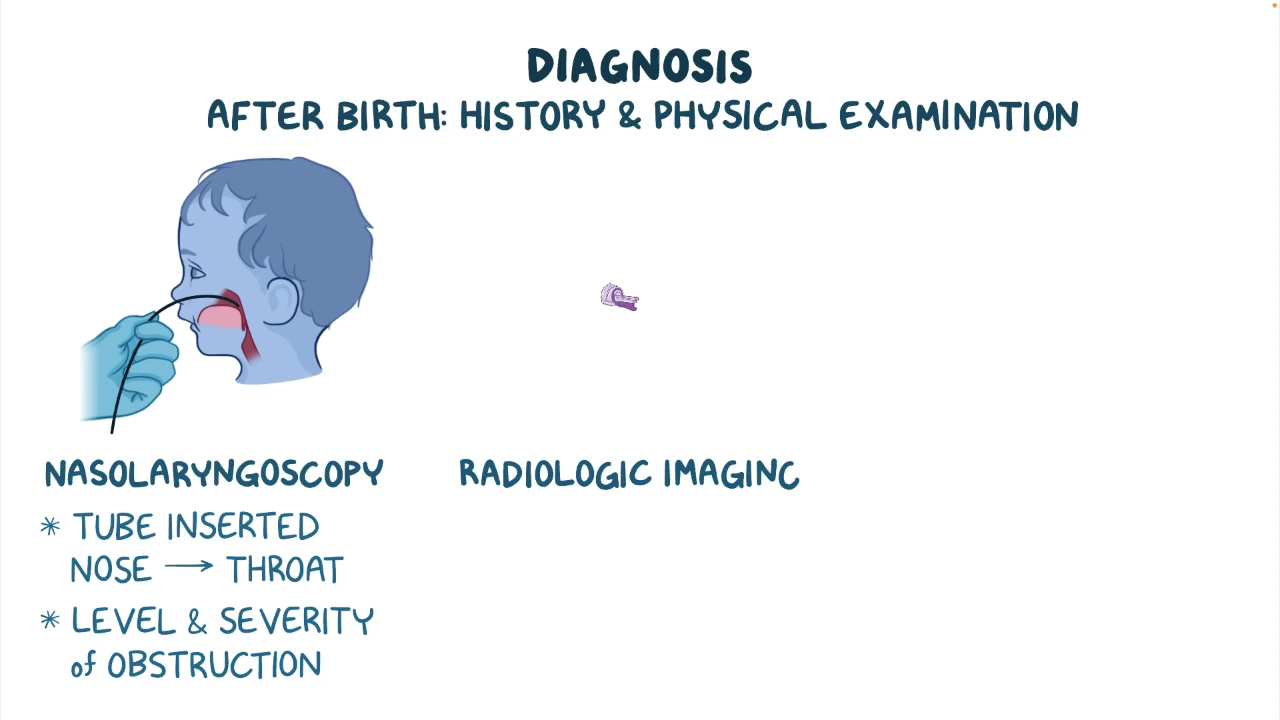 DIAGNOSIS
AFTER BIRTH: HISTORY & PHYSICAL EXAMINATION
NASOLARYNGOSCOPY
* TUBE INSERTED
NOSE → THROAT
* LEVEL & SEVERITY
of OBSTRUCTION
RADIOLOGIC IMAGINC